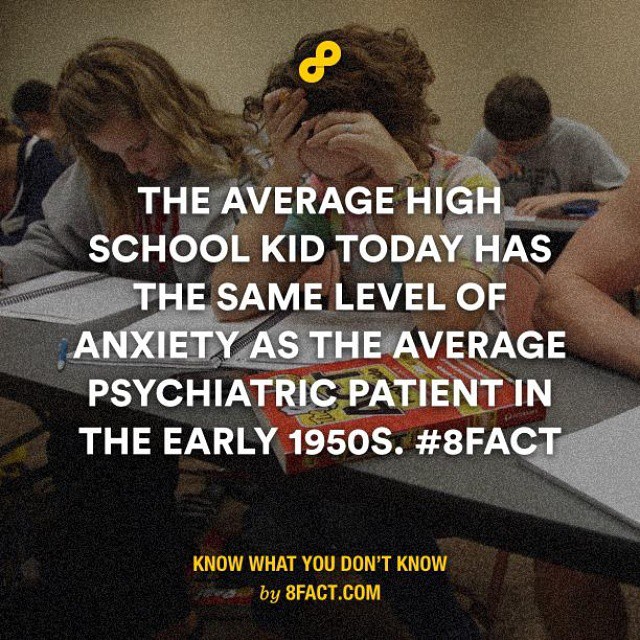 THE AVERAGE HIGH
SCHOOL KID TODAY HAS
THE SAME LEVEL OF
ANXIETY AS THE AVERAGE
PSYCHIATRIC PATIENT IN
THE EARLY 1950S. #8FACT
KNOW WHAT YOU DON'T KNOW
by 8FACT.COM